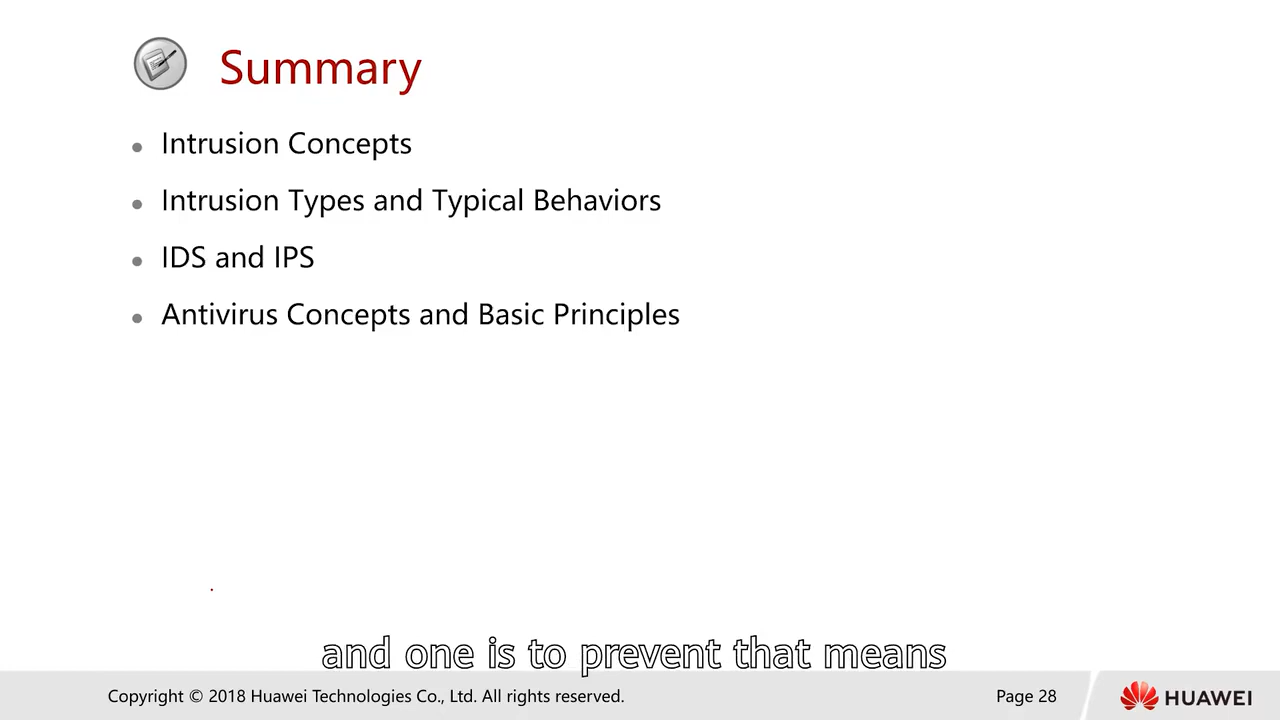 Summary
Intrusion Concepts
Intrusion Types and Typical Behaviors
IDS and IPS
Antivirus Concepts and Basic Principles
and one is to prevent that means
Copyright © 2018 Huawei Technologies Co., Ltd. All rights reserved.
Page 28
HUAWEI